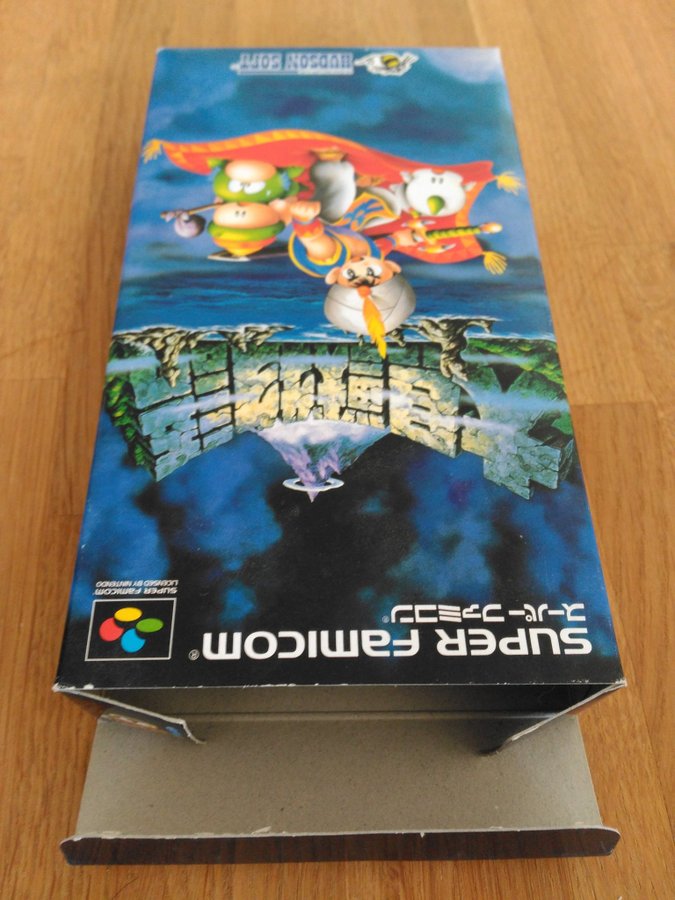 SUPER FAMICOM®
スーパーファミコン®
SUPER FAMICOM
LICENSED BY NINTENDO
HUDSON SOFT